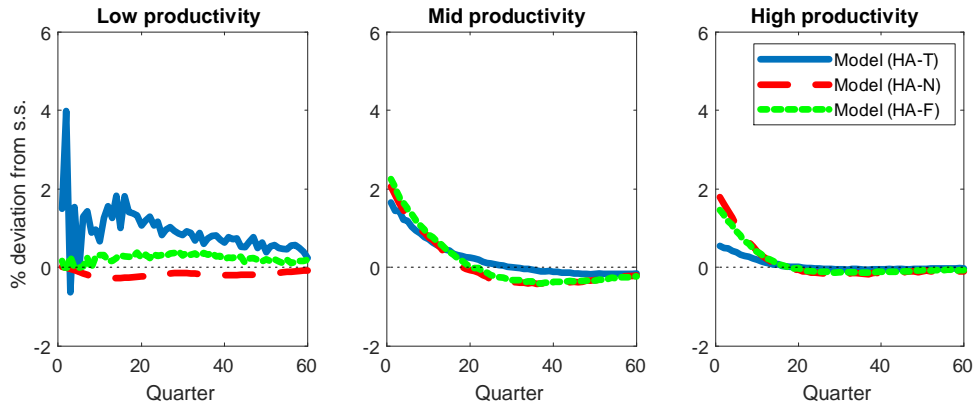 Low productivity
Mid productivity
High productivity
% deviation from s.s.
6
4
2
0
-2
0
20
40
60
Quarter
6
4
2
0
-2
0
20
40
60
Quarter
6
4
2
0
-2
0
20
40
60
Quarter
Model (HA-T)
Model (HA-N)
Model (HA-F)